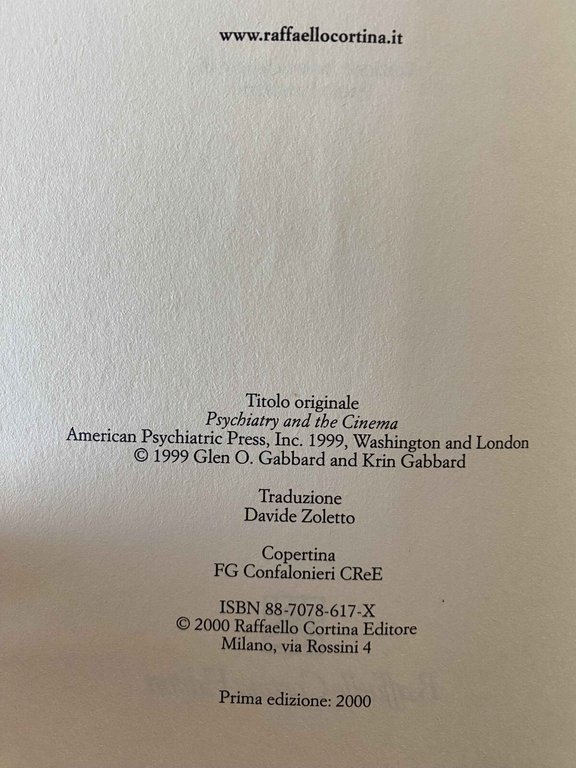 www.raffaellocortina.it
Titolo originale
Psychiatry and the Cinema
American Psychiatric Press, Inc. 1999, Washington and London
© 1999 Glen O. Gabbard and Krin Gabbard
Traduzione
Davide Zoletto
Copertina
FG Confalonieri CReE
ISBN 88-7078-617-X
© 2000 Raffaello Cortina Editore
Milano, via Rossini 4
Prima edizione: 2000